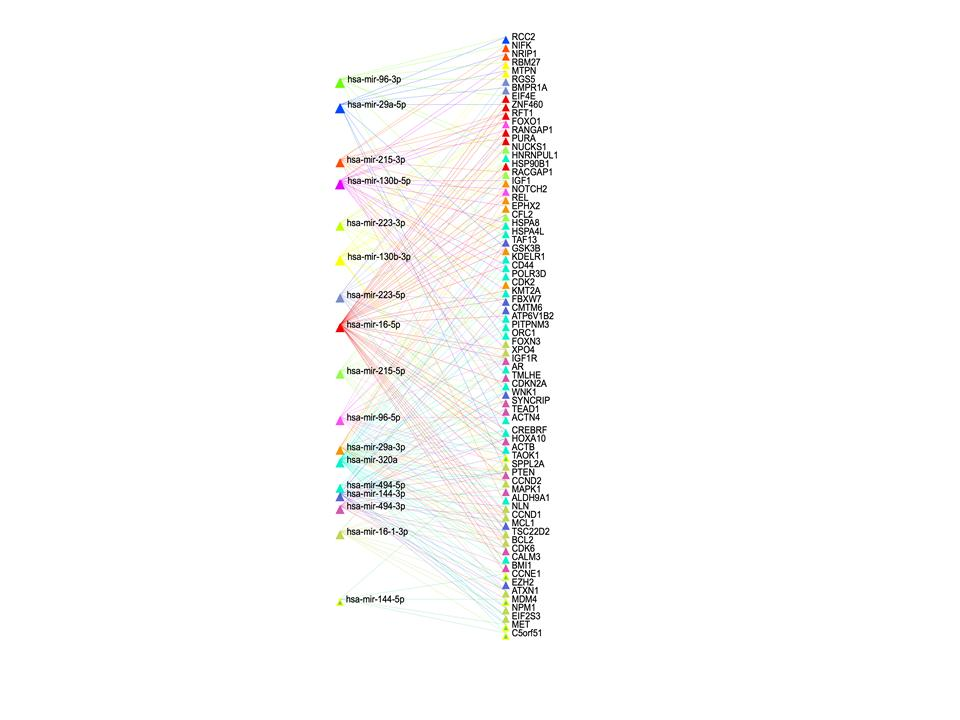 hsa-mir-96-3p
hsa-mir-29a-5p
hsa-mir-215-3p
hsa-mir-130b-5p
hsa-mir-223-3p
hsa-mir-130b-3p
hsa-mir-223-5p
hsa-mir-16-5p
hsa-mir-215-5p
hsa-mir-96-5p
hsa-mir-29a-3p
hsa-mir-320a
hsa-mir-494-5p
hsa-mir-144-3p
hsa-mir-494-3p
hsa-mir-16-1-3p
hsa-mir-144-5p
RCC2
NIFK
NRIP1
RBM27
MTPN
RGS5
BMPR1A
EIF4E
ZNF460
RFT1
FOXO1
RANGAP1
PURA
NUCKS1
HNRNPUL1
HSP90B1
RACGAP1
IGF1
NOTCH2
REL
EPHX2
CFL2
HSPA8
HSPA4L
TAF13
GSK3B
KDELR1
CD44
POLR3D
CDK2
KMT2A
FBXW7
CMTM6
ATP6V1B2
PITPNM3
ORC1
FOXN3
XPO4
IGF1R
AR
TMLHE
CDKN2A
WNK1
SYNCRIP
TEAD1
ACTN4
CREBRF
HOXA10
ACTB
TAOK1
SPPL2A
PTEN
CCND2
MAPK1
ALDH9A1
NLN
CCND1
MCL1
TSC22D2
BCL2
CDK6
CALM3
BMI1
CCNE1
EZH2
ATXN1
MDM4
NPM1
EIF2S3
MET
C5orf51